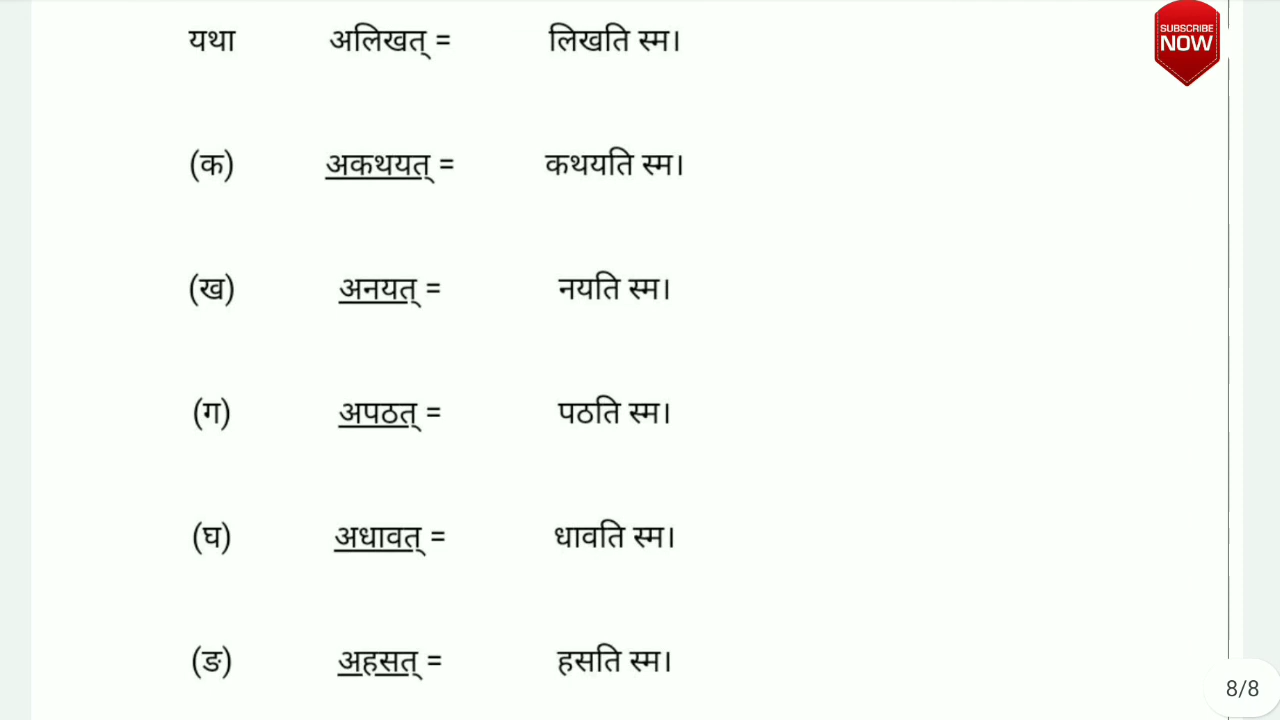 यथा अलिखत् = लिखति स्म।
SUBSCRIBE
NOW
(क) अकथयत् = कथयति स्म।
(ख) अनयत् = नयति स्म।
(ग) अपठत् = पठति स्म।
(घ) अधावत् = धावति स्म।
(ङ) अहसत् = हसति स्म।
8/8